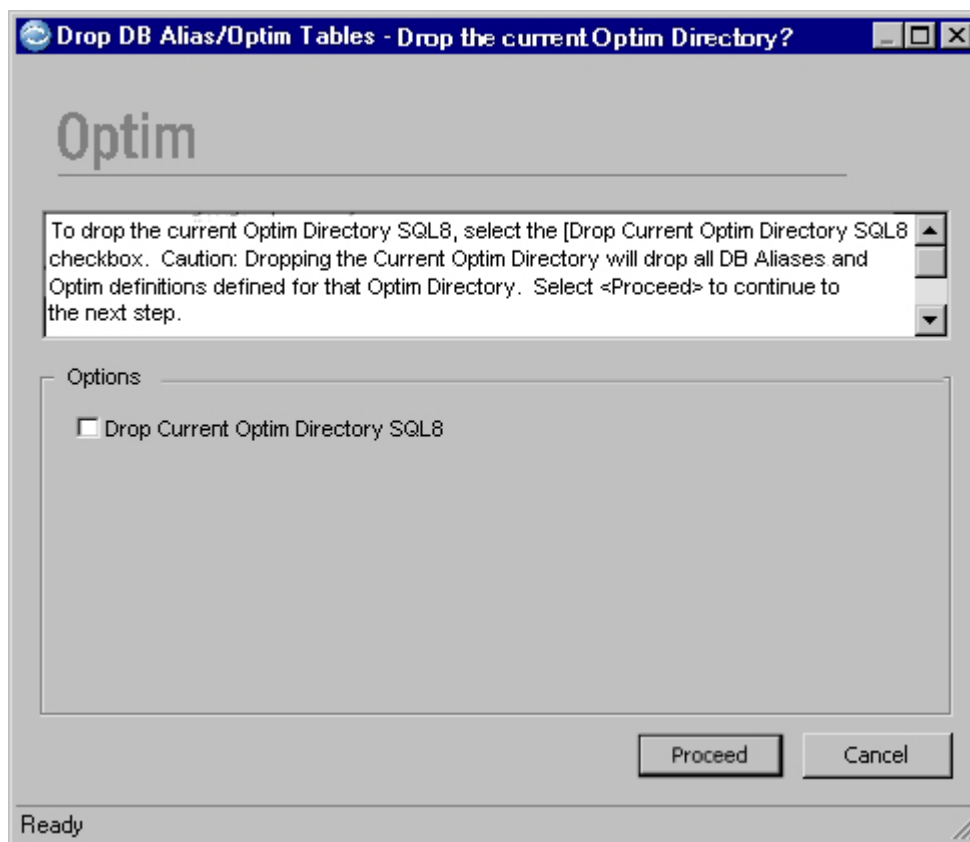 Drop DB Alias/Optim Tables - Drop the current Optim Directory?
Optim
To drop the current Optim Directory SQL8, select the [Drop Current Optim Directory SQL8
checkbox.  Caution: Dropping the Current Optim Directory will drop all DB Aliases and
Optim definitions defined for that Optim Directory.  Select <Proceed> to continue to
the next step.
Options
Drop Current Optim Directory SQL8
Proceed
Cancel
Ready